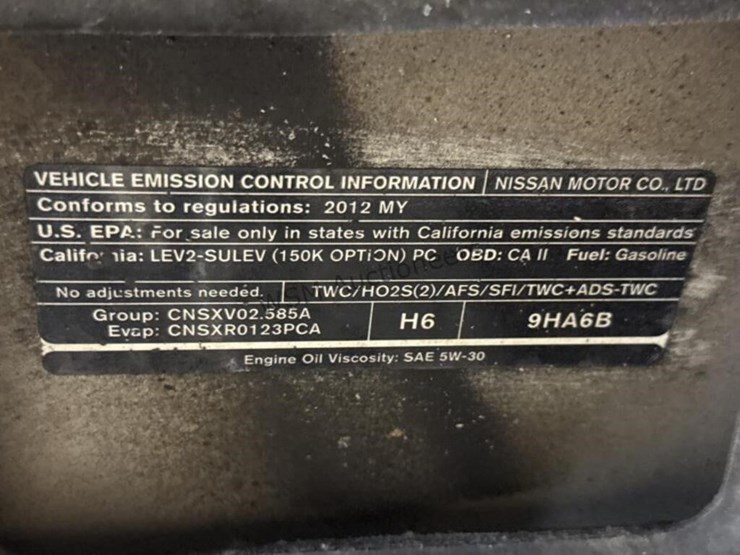 VEHICLE EMISSION CONTROL INFORMATION NISSAN MOTOR CO., LTD
Conforms to regulations: 2012 MY
U.S. EPA: For sale only in states with California emissions standards
California: LEV2-SULEV (150K OPTION) PC OBD: CA II Fuel: Gasoline
No adjustments needed. TWC/HO2S(2)/AFS/SFI/TWC+ADS-TWC
Group: CNSXV02.585A
Evap: CNSXR0123PCA
H6
9HA6B
Engine Oil Viscosity: SAE 5W-30